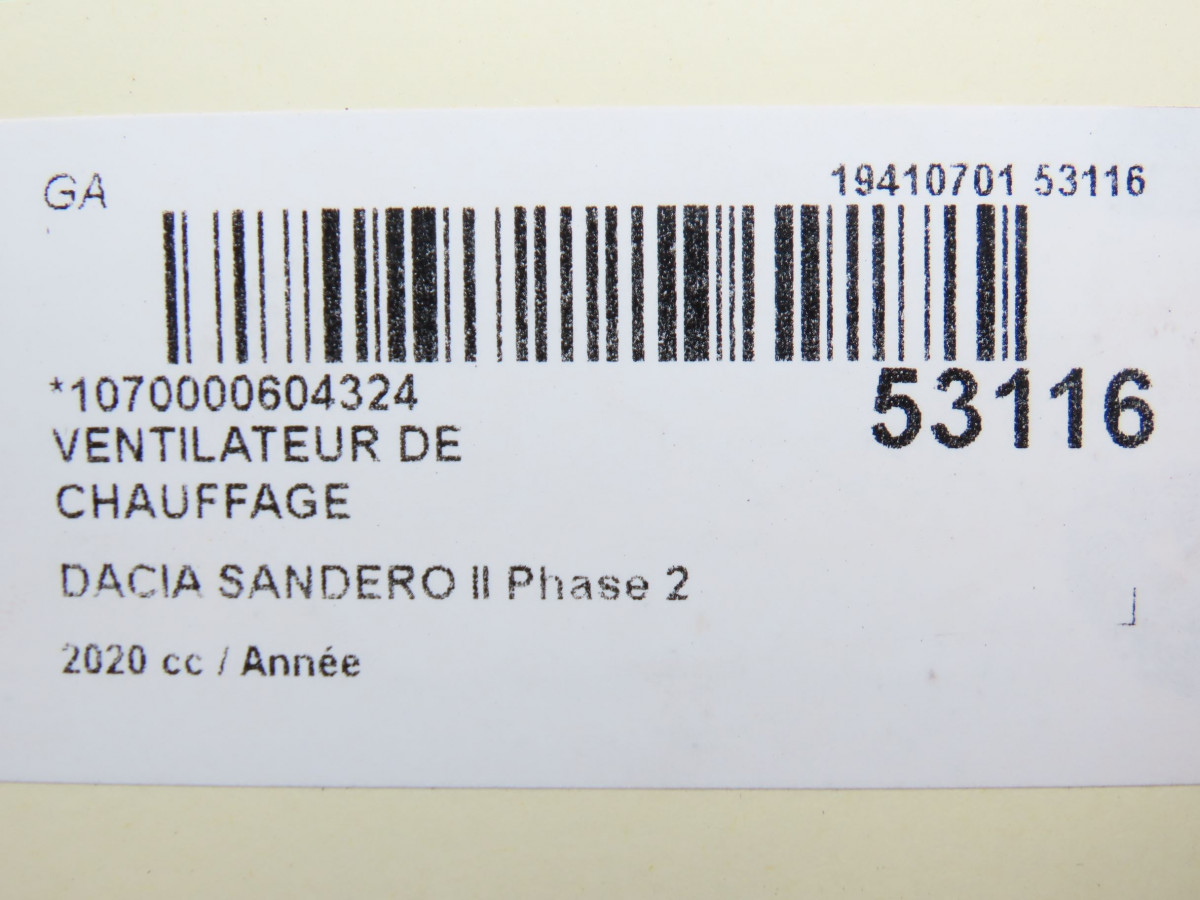 GA
19410701 53116
*1070000604324
53116
VENTILATEUR DE
CHAUFFAGE
DACIA SANDERO II Phase 2
2020 cc / Année